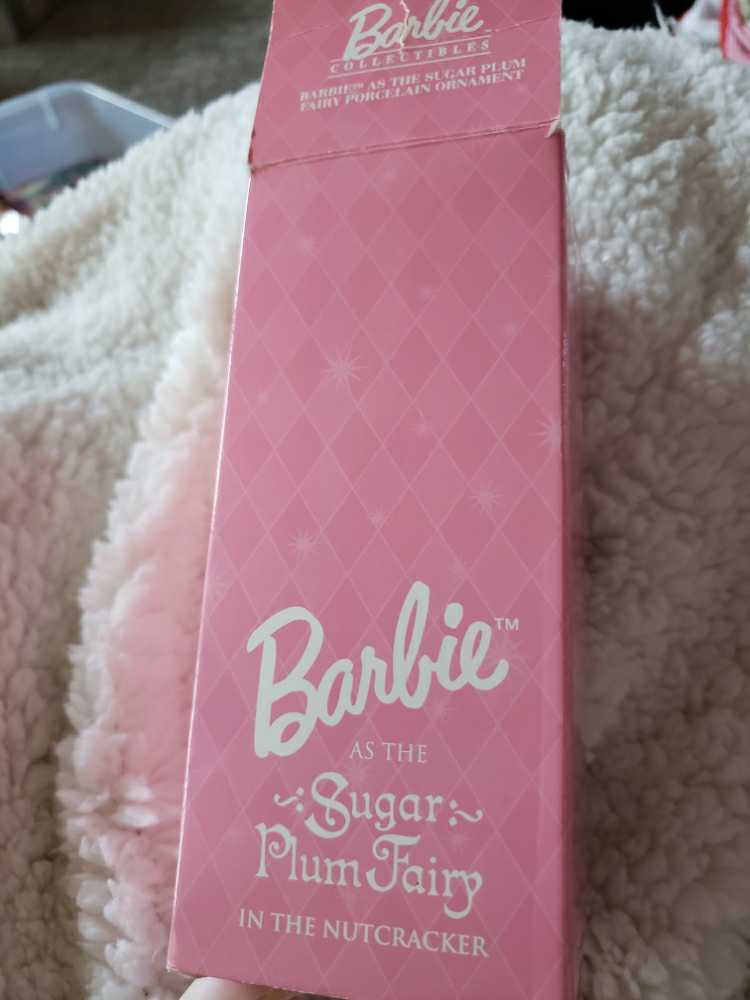 Barbie
COLLECTIBLES
BARBIE™ AS THE SUGAR PLUM
FAIRY PORCELAIN ORNAMENT
Barbie™
AS THE
Sugar
Plum Fairy
IN THE NUTCRACKER